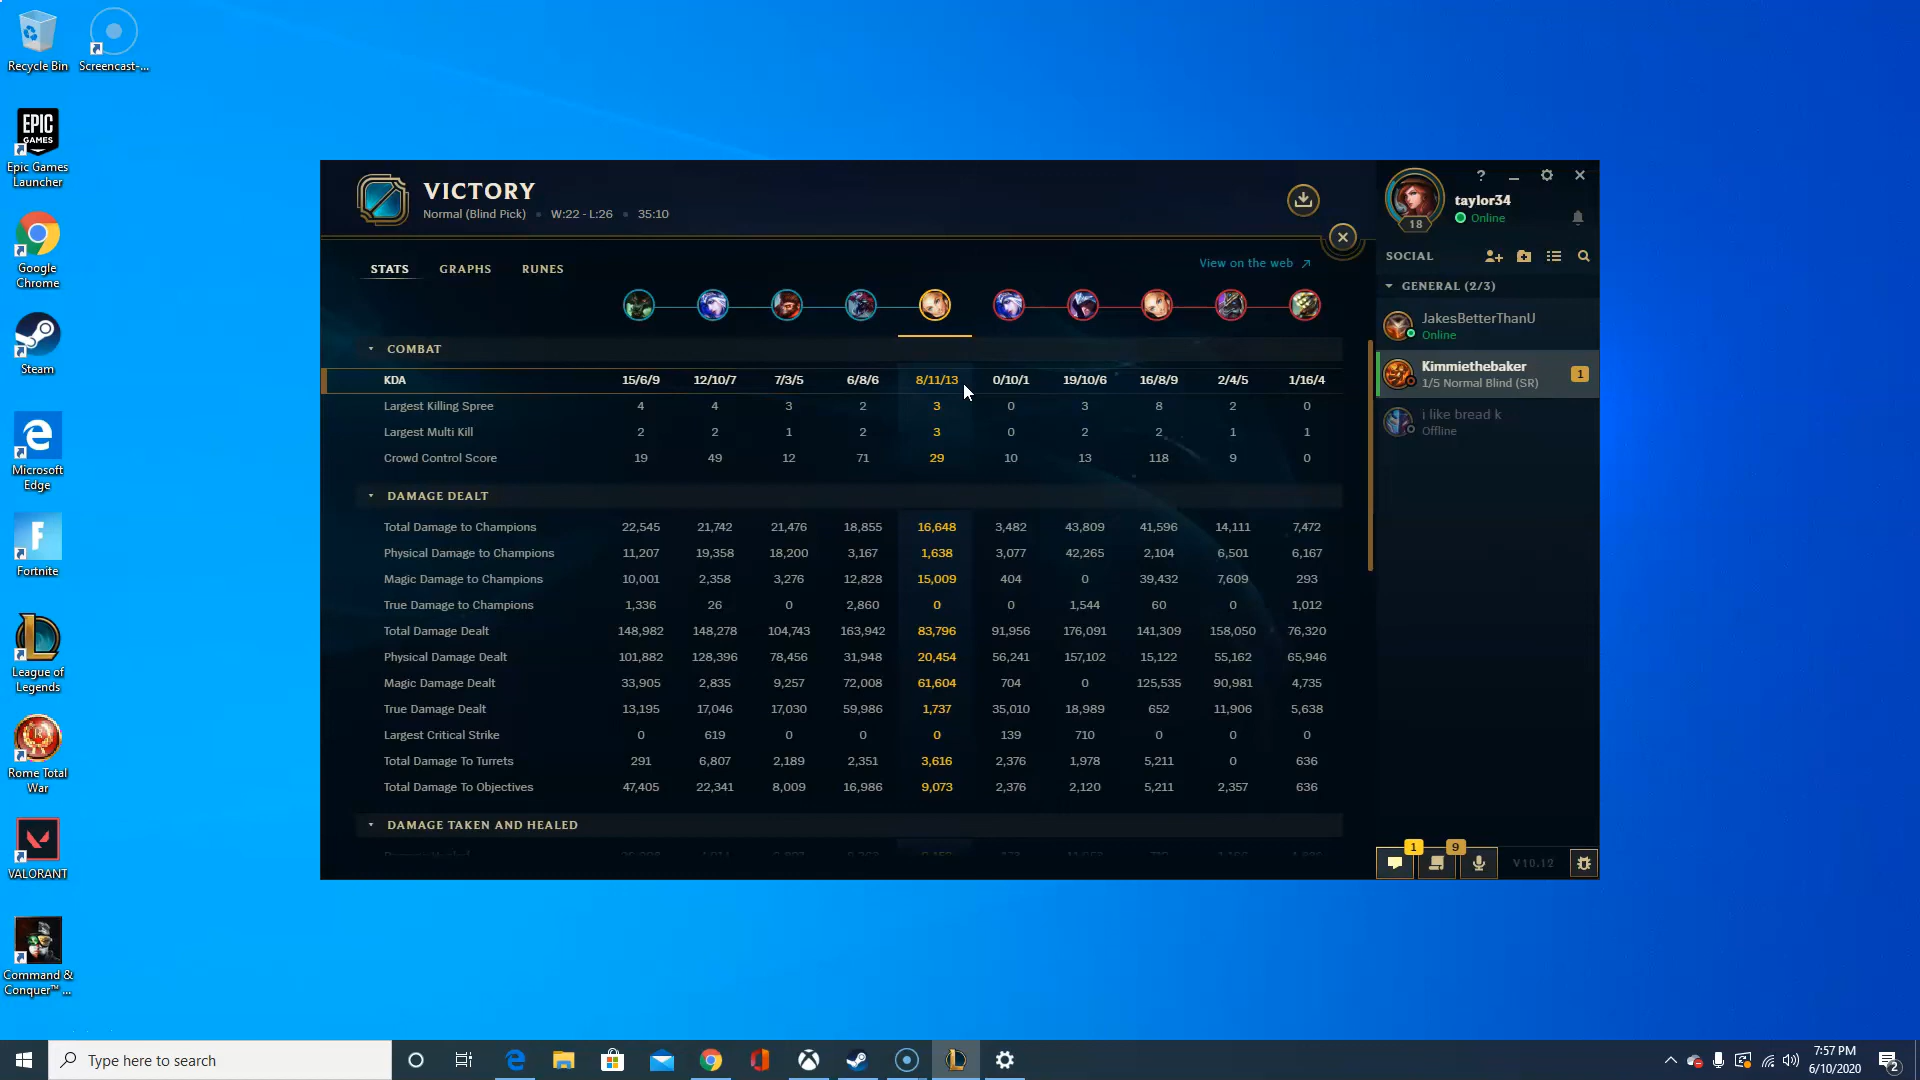 Recycle Bin
Screencast-...
EPIC
GAMES
Epic Games
Launcher
Google
Chrome
Steam
Microsoft
Edge
Fortnite
League of
Legends
Rome Total
War
VALORANT
Command &
Conquer™ ...
VICTORY
Normal (Blind Pick) • W:22 - L:26 • 35:10
STATS GRAPHS RUNES
View on the web
COMBAT
KDA 15/6/9 12/10/7 7/3/5 6/8/6 8/11/13 0/10/1 19/10/6 16/8/9 2/4/5 1/16/4
Largest Killing Spree 4 4 3 2 3 0 3 8 2 0
Largest Multi Kill 2 2 1 2 3 0 2 2 1 1
Crowd Control Score 19 49 12 71 29 10 13 118 9 0
DAMAGE DEALT
Total Damage to Champions 22,545 21,742 21,476 18,855 16,648 3,482 43,809 41,596 14,111 7,472
Physical Damage to Champions 11,207 19,358 18,200 3,167 1,638 3,077 42,265 2,104 6,501 6,167
Magic Damage to Champions 10,001 2,358 3,276 12,828 15,009 404 0 39,432 7,609 293
True Damage to Champions 1,336 26 0 2,860 0 0 1,544 60 0 1,012
Total Damage Dealt 148,982 148,278 104,743 163,942 83,796 91,956 176,091 141,309 158,050 76,320
Physical Damage Dealt 101,882 128,396 78,456 31,948 20,454 56,241 157,102 15,122 55,162 65,946
Magic Damage Dealt 33,905 2,835 9,257 72,008 61,604 704 0 125,535 90,981 4,735
True Damage Dealt 13,195 17,046 17,030 59,986 1,737 35,010 18,989 652 11,906 5,638
Largest Critical Strike 0 619 0 0 0 139 710 0 0 0
Total Damage To Turrets 291 6,807 2,189 2,351 3,616 2,376 1,978 5,211 0 636
Total Damage To Objectives 47,405 22,341 8,009 16,986 9,073 2,376 2,120 5,211 2,357 636
DAMAGE TAKEN AND HEALED
?
taylor34
Online
18
SOCIAL
GENERAL (2/3)
JakesBetterThanU
Online
Kimmiethebaker
1/5 Normal Blind (SR)
1
i like bread k
Offline
1
9
V10.12
Type here to search
7:57 PM
6/10/2020
2